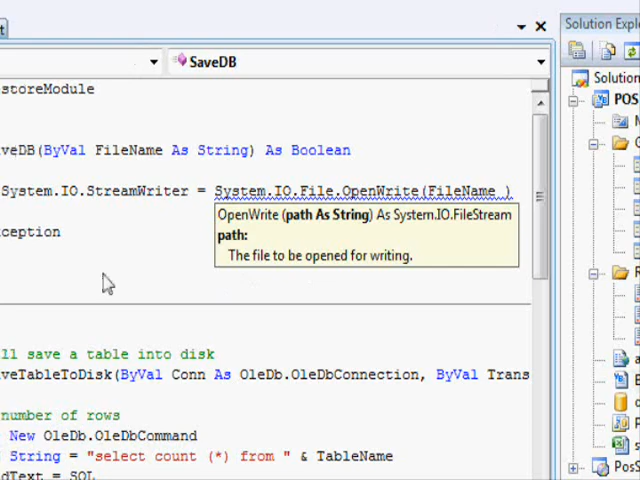 t
Solution Explo
SaveDB
Solution
storeModule
POS
veDB(ByVal FileName As String) As Boolean
System.IO.StreamWriter = System.IO.File.OpenWrite(FileName )
OpenWrite (path As String) As System.IO.FileStream
path:
The file to be opened for writing.
ception
ll save a table into disk
veTableToDisk(ByVal Conn As OleDb.OleDbConnection, ByVal Trans
number of rows
New OleDb.OleDbCommand
String = "select count (*) from " & TableName
dText = SQL
PosS